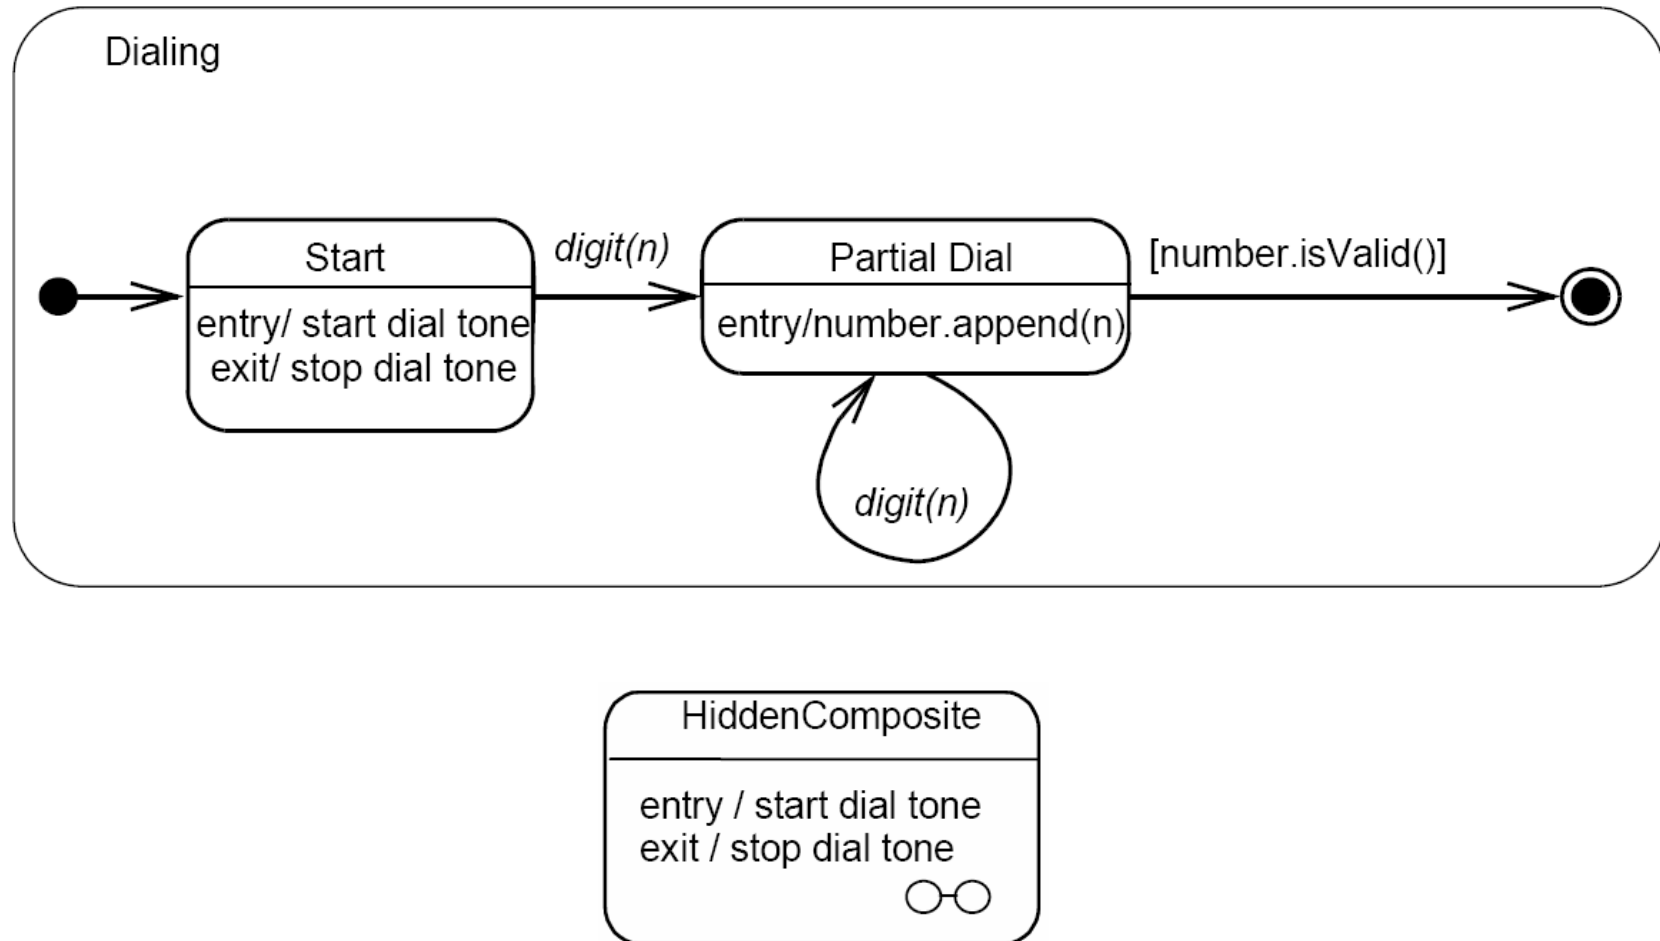 Dialing
Start
entry/ start dial tone
exit/ stop dial tone
digit(n)
Partial Dial
entry/number.append(n)
digit(n)
[number.isValid()]
HiddenComposite
entry / start dial tone
exit / stop dial tone